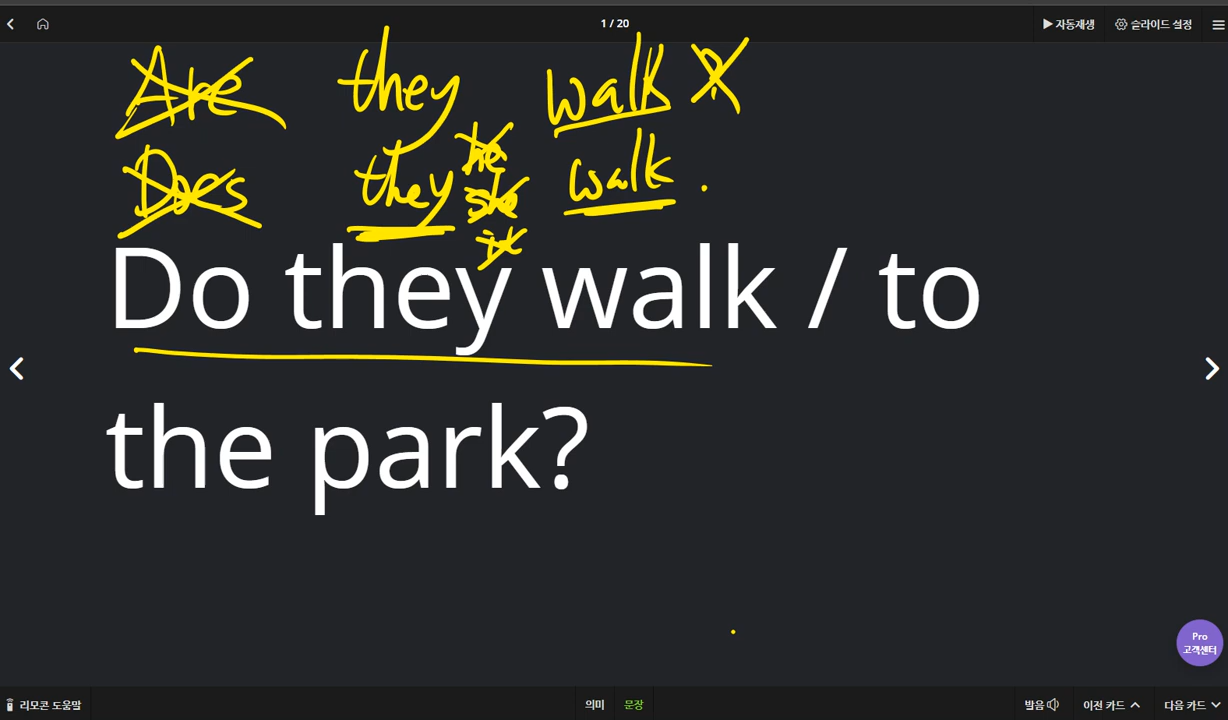 1 / 20
자동재생
슬라이드 설정
Are they walk ?
Does they he she it walk .
Do they walk / to
the park?
Pro
고객센터
리모콘 도움말
의미
문장
발음
이전 카드
다음 카드